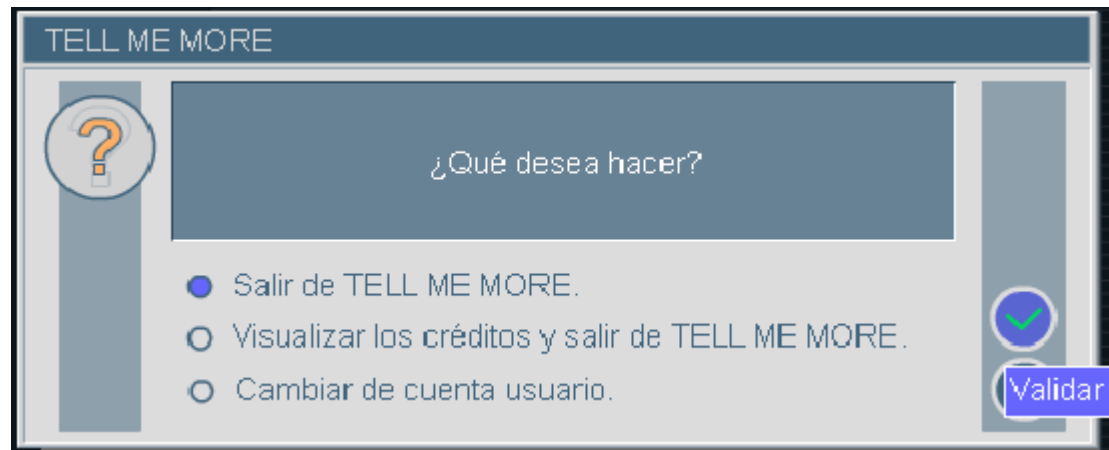 TELL ME MORE
¿Qué desea hacer?
Salir de TELL ME MORE.
Visualizar los créditos y salir de TELL ME MORE.
Cambiar de cuenta usuario.
Validar